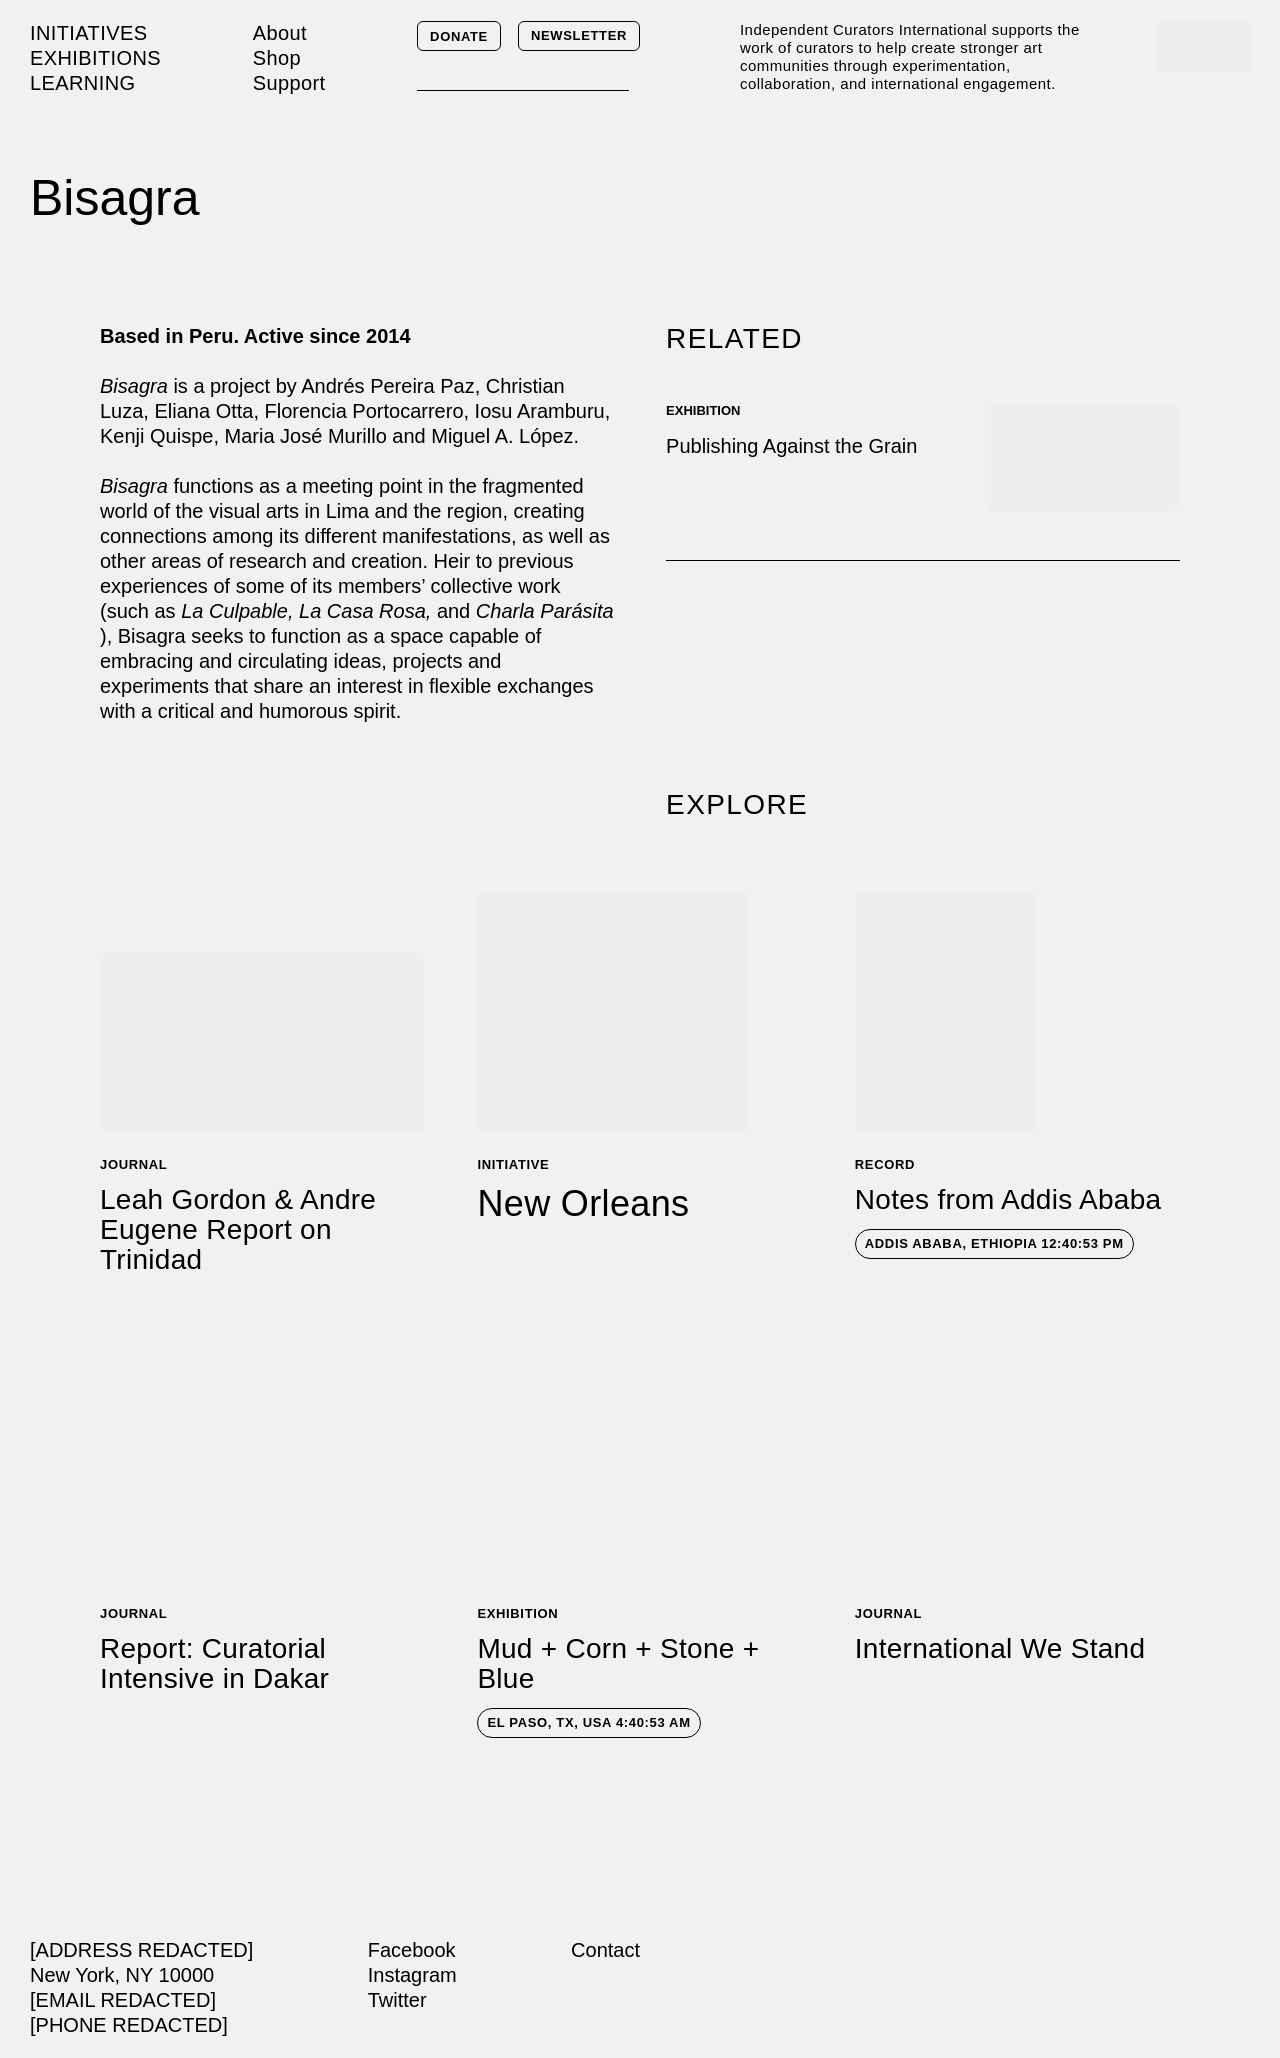 INITIATIVES
EXHIBITIONS
LEARNING
About
Shop
Support
DONATE
NEWSLETTER
Independent Curators International supports the
work of curators to help create stronger art
communities through experimentation,
collaboration, and international engagement.
Bisagra
Based in Peru. Active since 2014
Bisagra is a project by Andrés Pereira Paz, Christian
Luza, Eliana Otta, Florencia Portocarrero, Iosu Aramburu,
Kenji Quispe, Maria José Murillo and Miguel A. López.
Bisagra functions as a meeting point in the fragmented
world of the visual arts in Lima and the region, creating
connections among its different manifestations, as well as
other areas of research and creation. Heir to previous
experiences of some of its members’ collective work
(such as La Culpable, La Casa Rosa, and Charla Parásita
), Bisagra seeks to function as a space capable of
embracing and circulating ideas, projects and
experiments that share an interest in flexible exchanges
with a critical and humorous spirit.
RELATED
EXHIBITION
Publishing Against the Grain
EXPLORE
JOURNAL
Leah Gordon & Andre
Eugene Report on
Trinidad
INITIATIVE
New Orleans
RECORD
Notes from Addis Ababa
ADDIS ABABA, ETHIOPIA 12:40:53 PM
JOURNAL
Report: Curatorial
Intensive in Dakar
EXHIBITION
Mud + Corn + Stone +
Blue
EL PASO, TX, USA 4:40:53 AM
JOURNAL
International We Stand
[ADDRESS REDACTED]
New York, NY 10000
[EMAIL REDACTED]
[PHONE REDACTED]
Facebook
Instagram
Twitter
Contact